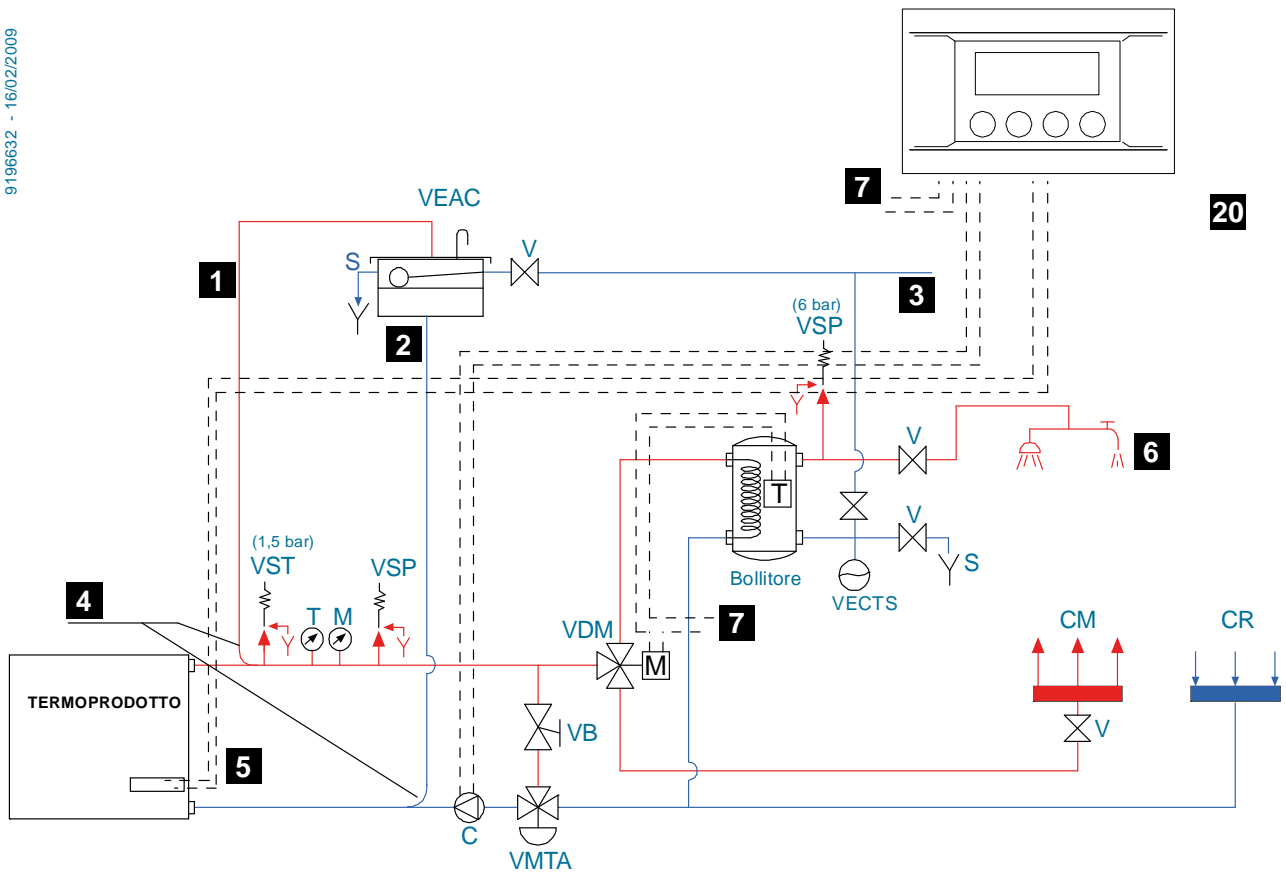 9196632 - 16/02/2009
7
20
VEAC
1
S
V
3
(6 bar)
VSP
2
V
6
T
(1,5 bar)
VST
VSP
V
S
Bollitore
VECTS
4
T M
7
VDM
CM
CR
M
TERMOPRODOTTO
VB
V
5
C
VMTA